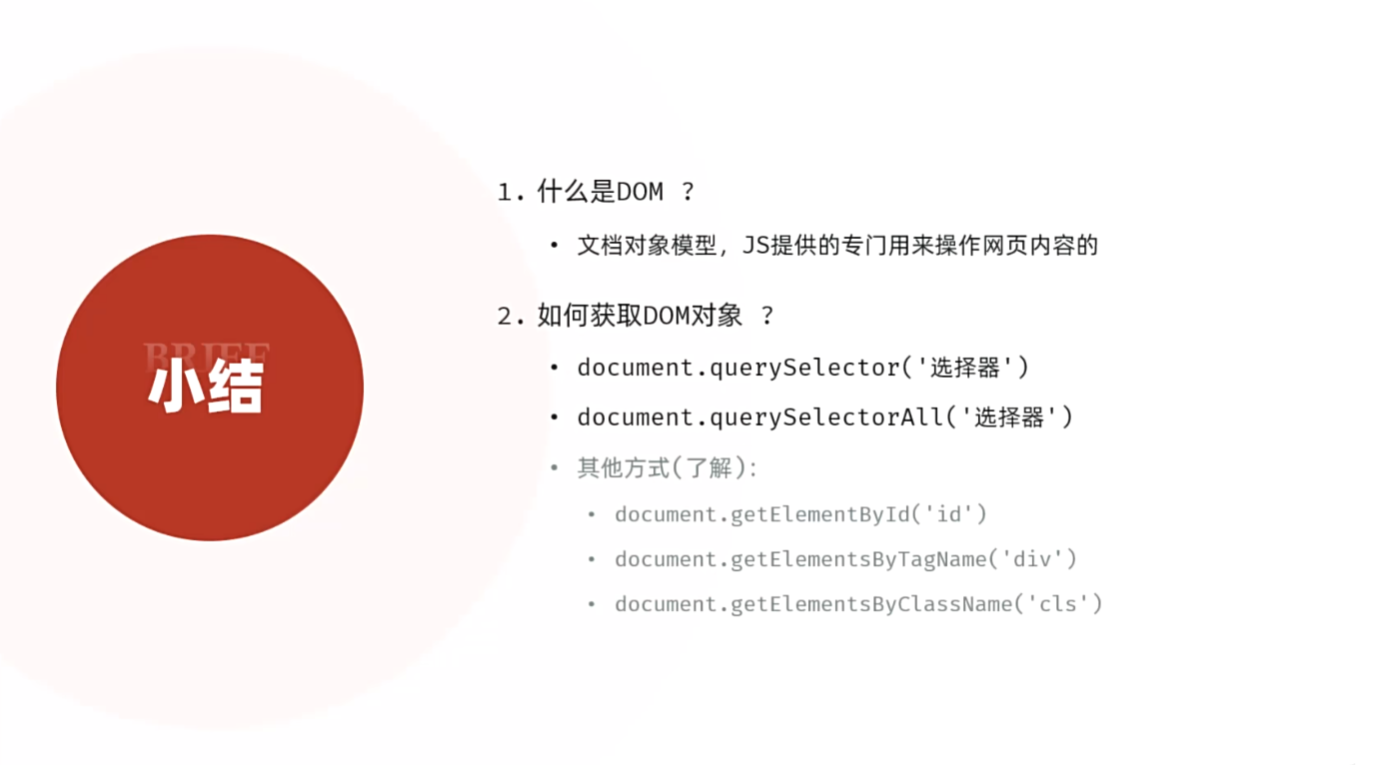 BRIEF
小结
1. 什么是DOM ？
• 文档对象模型，JS提供的专门用来操作网页内容的
2. 如何获取DOM对象 ？
• document.querySelector('选择器')
• document.querySelectorAll('选择器')
• 其他方式(了解):
• document.getElementById('id')
• document.getElementsByTagName('div')
• document.getElementsByClassName('cls')